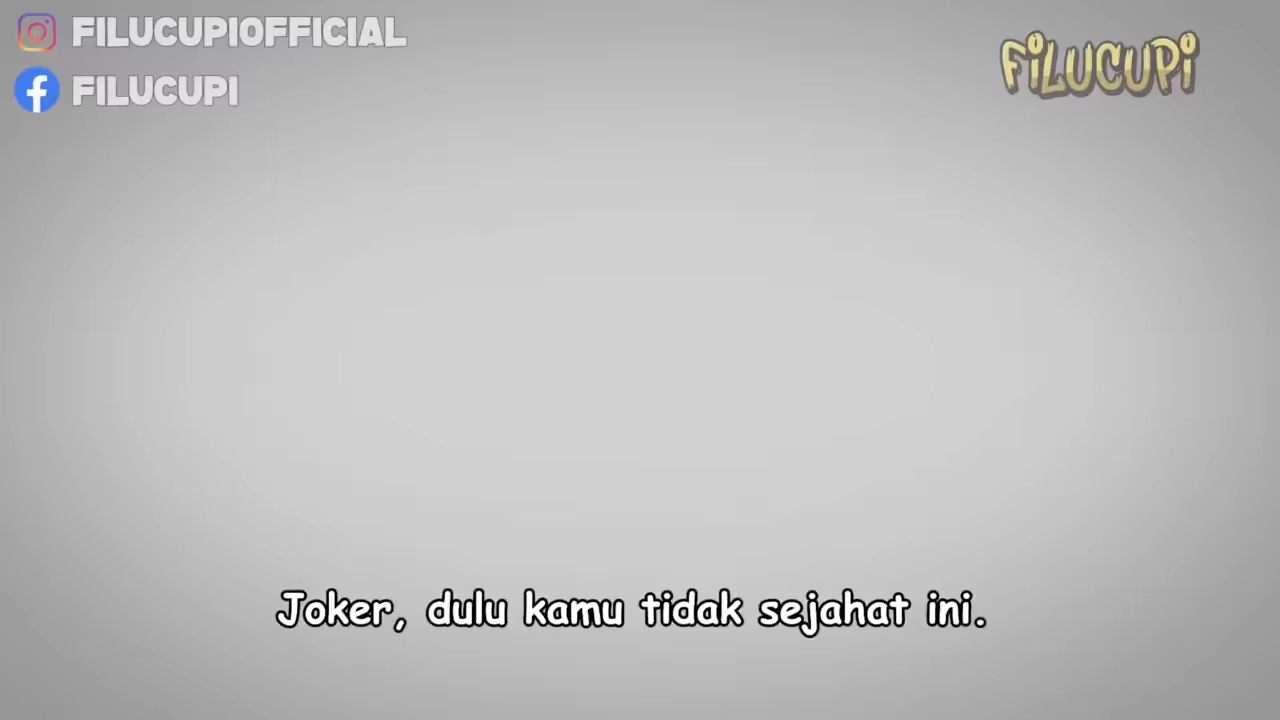 FILUCUPIOFFICIAL
FILUCUPI
FiLUCUPi
Joker, dulu kamu tidak sejahat ini.